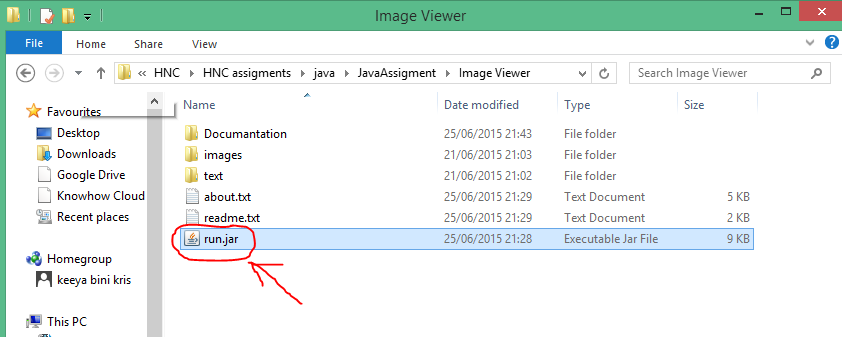 Image Viewer
File Home Share View
« HNC HNC assigments java JavaAssigment Image Viewer Search Image Viewer
Name Date modified Type Size
Favourites
Desktop
Downloads
Google Drive
Knowhow Cloud
Recent places
Homegroup
keeya bini kris
This PC
Documantation 25/06/2015 21:43 File folder
images 21/06/2015 21:03 File folder
text 21/06/2015 21:02 File folder
about.txt 25/06/2015 21:29 Text Document 5 KB
readme.txt 25/06/2015 21:29 Text Document 2 KB
run.jar 25/06/2015 21:28 Executable Jar File 9 KB